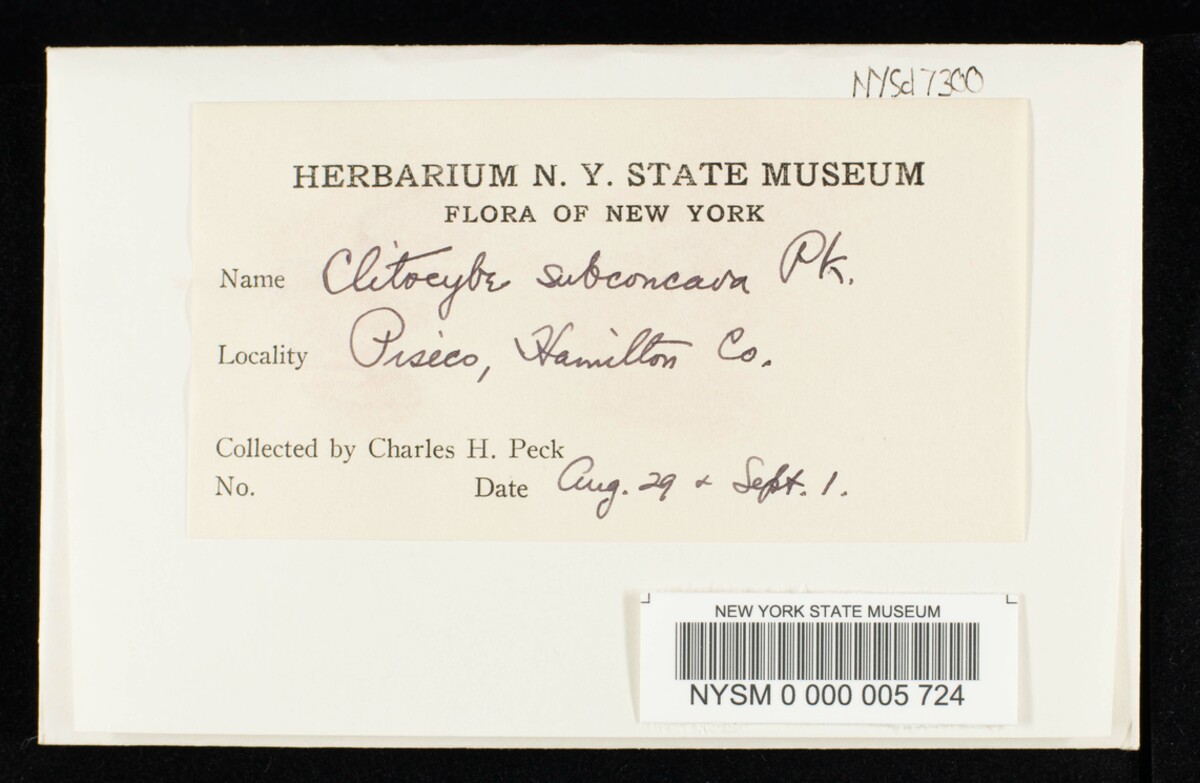 NYSd7300
HERBARIUM N. Y. STATE MUSEUM
FLORA OF NEW YORK
Name Clitocybe subconcava Pk.
Locality Piseco, Hamilton Co.
Collected by Charles H. Peck
No. Date Aug. 29 & Sept. 1.
NEW YORK STATE MUSEUM
NYSM 0 000 005 724